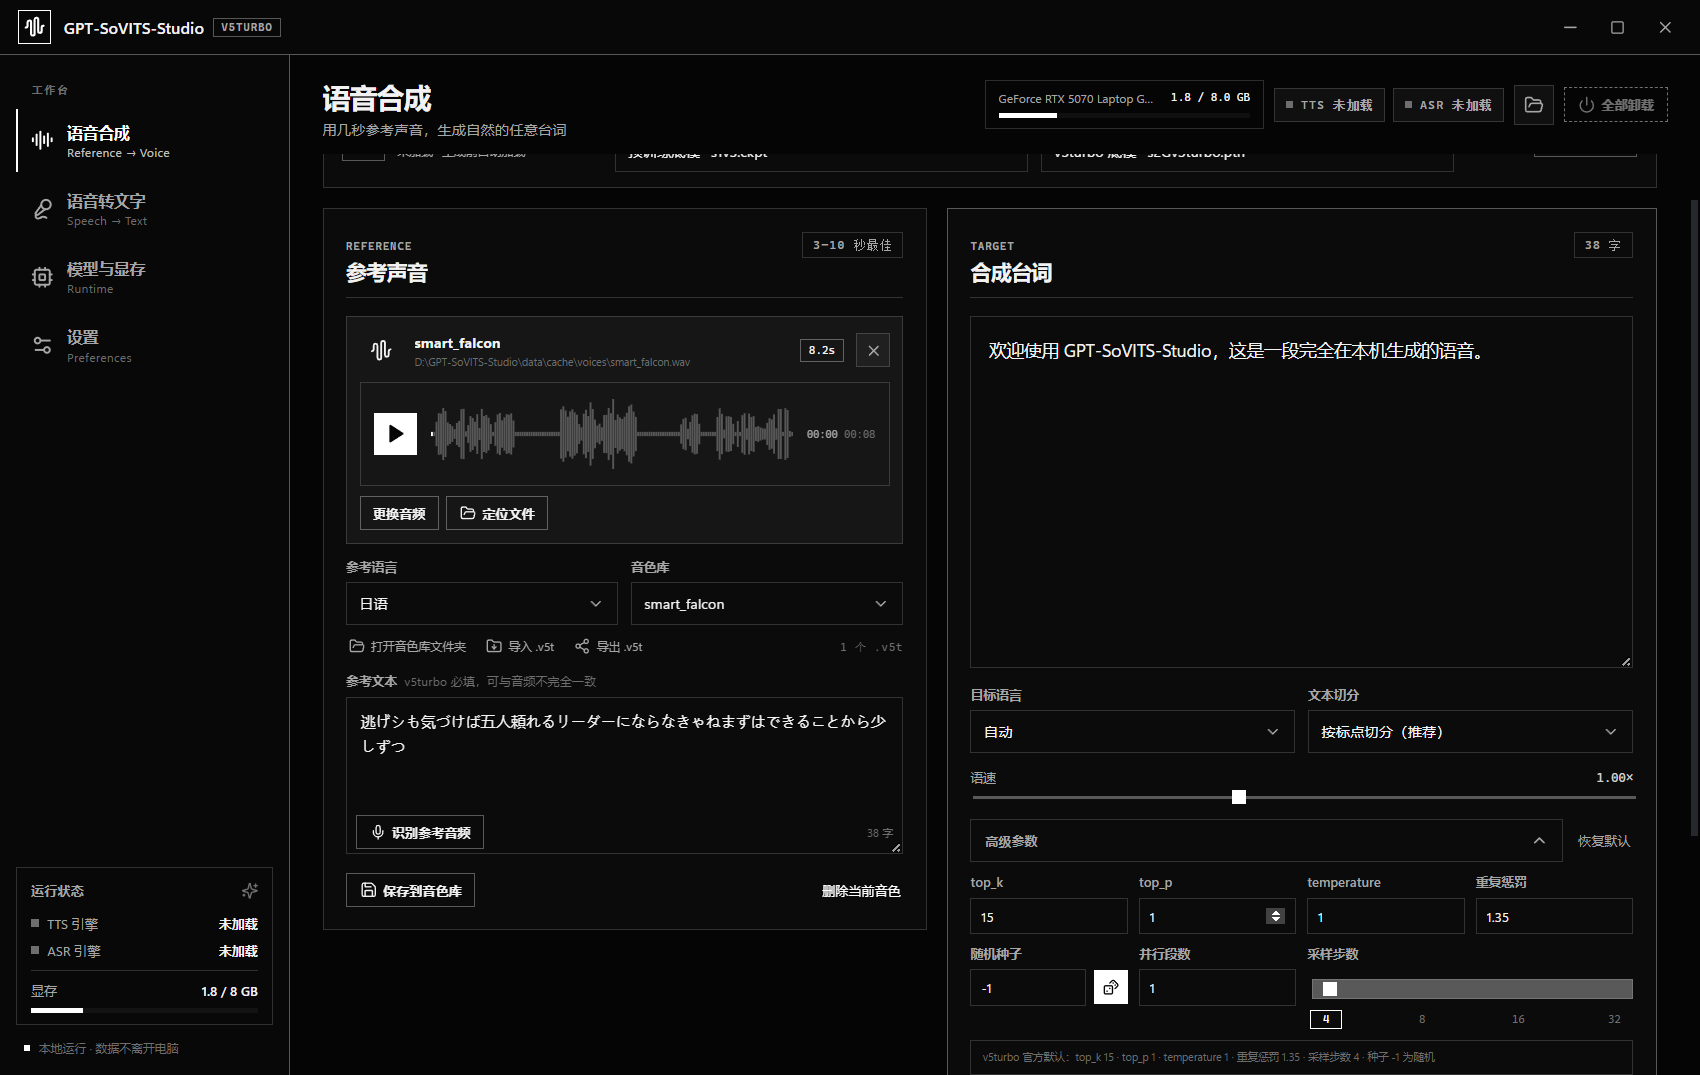 GPT-SoVITS-Studio V5TURBO
工作台
语音合成
Reference → Voice
语音转文字
Speech → Text
模型与显存
Runtime
设置
Preferences
运行状态
TTS 引擎 未加载
ASR 引擎 未加载
显存 1.8 / 8 GB
本地运行 · 数据不离开电脑
语音合成
用几秒参考声音，生成自然的任意台词
GeForce RTX 5070 Laptop G... 1.8 / 8.0 GB
TTS 未加载
ASR 未加载
全部卸载
REFERENCE
参考声音
3–10 秒最佳
smart_falcon
D:\GPT-SoVITS-Studio\data\cache\voices\smart_falcon.wav
8.2s
00:00 00:08
更换音频
定位文件
参考语言
日语
音色库
smart_falcon
打开音色库文件夹
导入 .v5t
导出 .v5t
1 个 .v5t
参考文本 v5turbo 必填，可与音频不完全一致
逃げシも気づけば五人頼れるリーダーにならなきゃねまずはできることから少
しずつ
识别参考音频
38 字
保存到音色库
删除当前音色
TARGET
合成台词
38 字
欢迎使用 GPT-SoVITS-Studio，这是一段完全在本机生成的语音。
目标语言
自动
文本切分
按标点切分（推荐）
语速 1.00×
高级参数
恢复默认
top_k
15
top_p
1
temperature
1
重复惩罚
1.35
随机种子
-1
并行段数
1
采样步数
4 8 16 32
v5turbo 官方默认：top_k 15 · top_p 1 · temperature 1 · 重复惩罚 1.35 · 采样步数 4 · 种子 -1 为随机